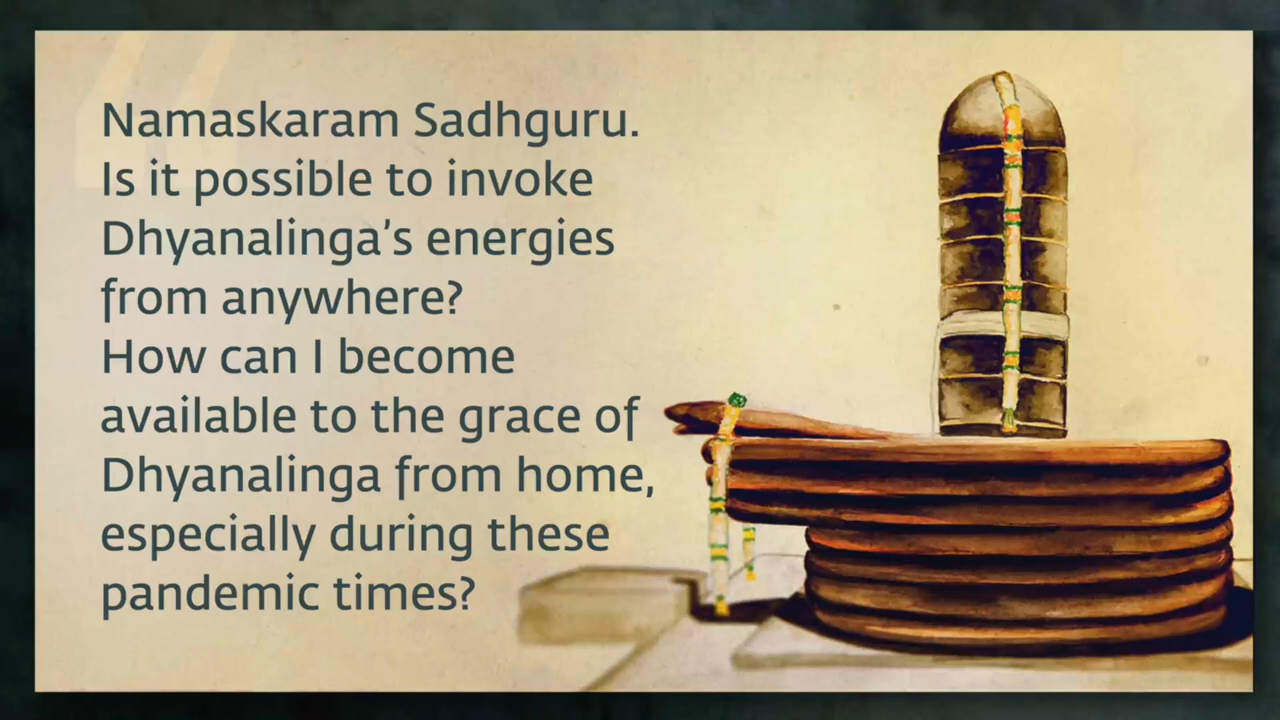 Namaskaram Sadhguru.
Is it possible to invoke
Dhyanalinga’s energies
from anywhere?
How can I become
available to the grace of
Dhyanalinga from home,
especially during these
pandemic times?